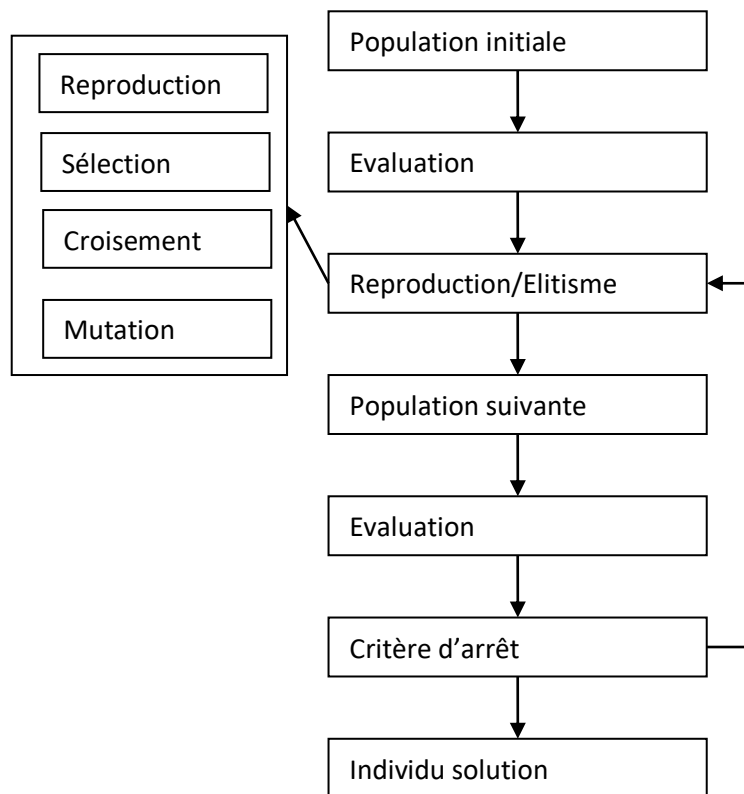 Population initiale
Evaluation
Reproduction/Elitisme
Population suivante
Evaluation
Critère d’arrêt
Individu solution
Reproduction
Sélection
Croisement
Mutation